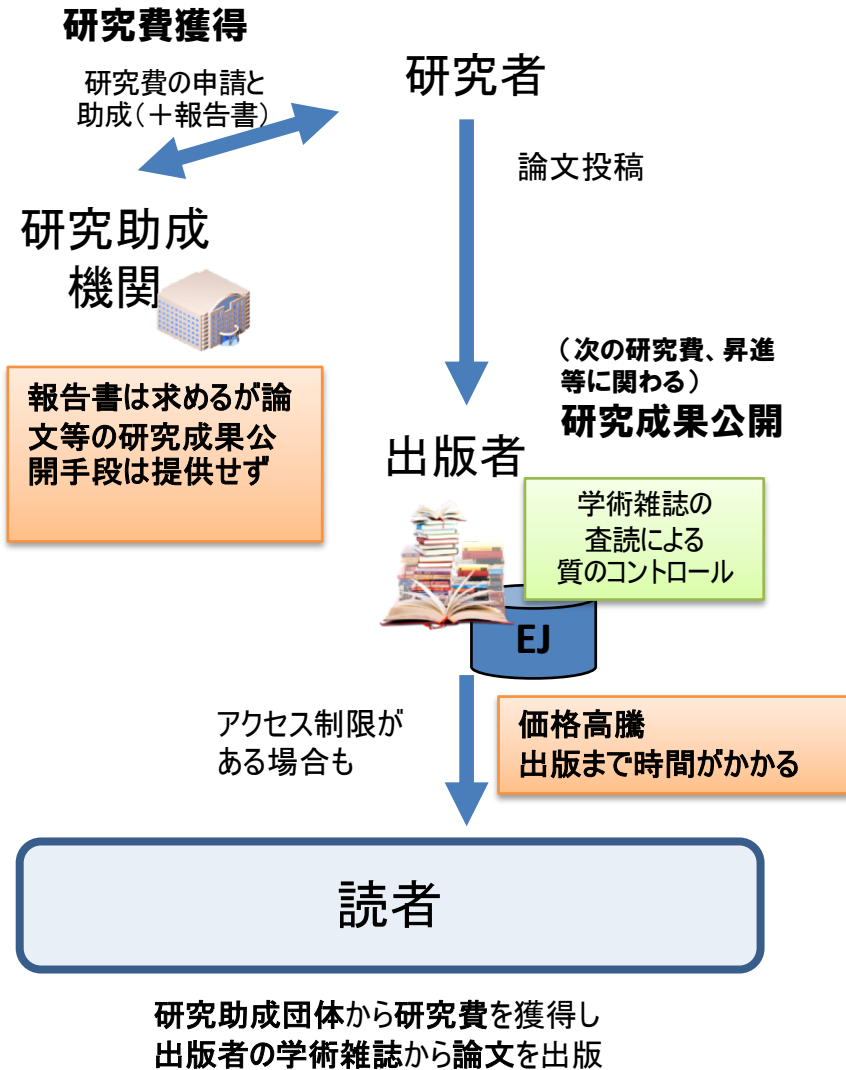 研究費獲得
研究費の申請と
助成（＋報告書）
研究者
論文投稿
研究助成
機関
報告書は求めるが論
文等の研究成果公
開手段は提供せず
（次の研究費、昇進
等に関わる）
研究成果公開
出版者
学術雑誌の
査読による
質のコントロール
EJ
アクセス制限が
ある場合も
価格高騰
出版まで時間がかかる
読者
研究助成団体から研究費を獲得し
出版者の学術雑誌から論文を出版